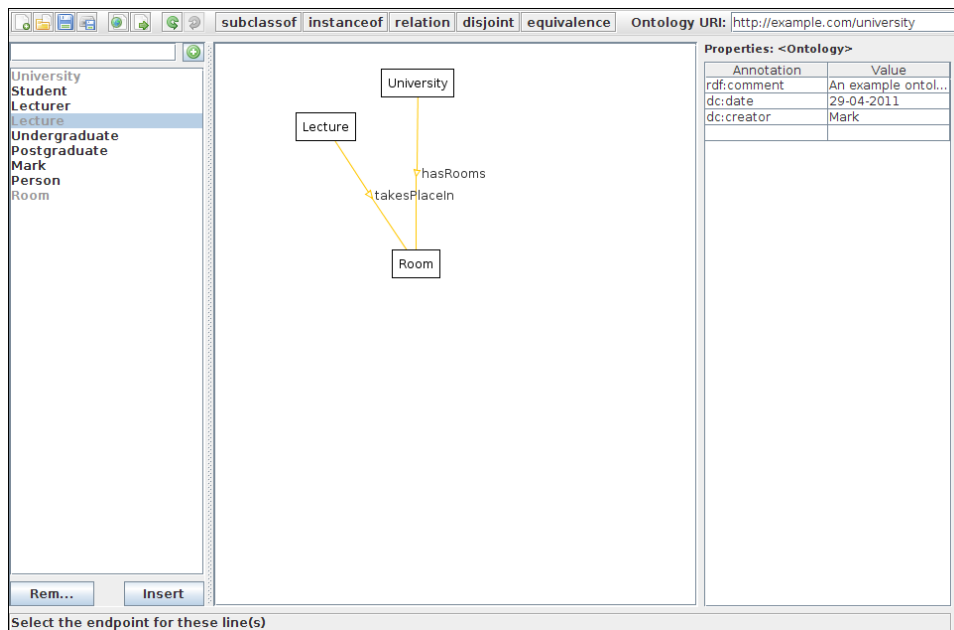 subclassof instanceof relation disjoint equivalence Ontology URI: http://example.com/university
University
Student
Lecturer
Lecture
Undergraduate
Postgraduate
Mark
Person
Room
Rem... Insert
University
Lecture
hasRooms
takesPlaceIn
Room
Properties: <Ontology>
Annotation Value
rdf:comment An example ontol...
dc:date 29-04-2011
dc:creator Mark
Select the endpoint for these line(s)